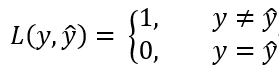 L(y, ŷ) = { 1, y ≠ ŷ
0, y = ŷ